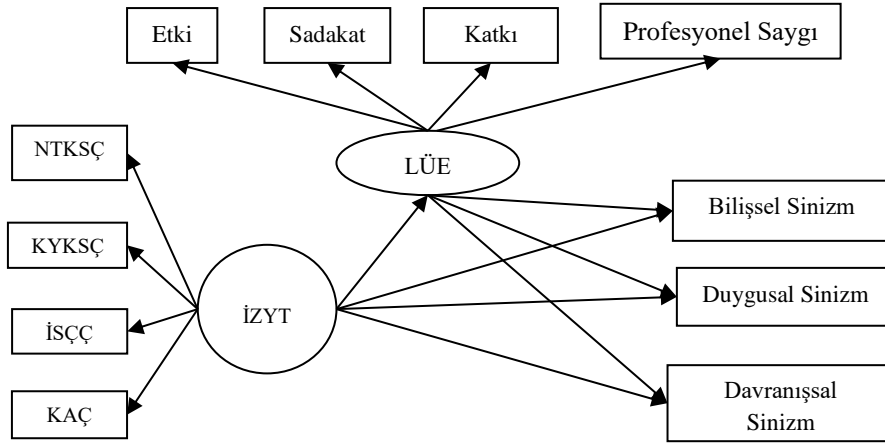 Etki
Sadakat
Katkı
Profesyonel Saygı
NTKSÇ
LÜE
KYKSÇ
Bilişsel Sinizm
İZYT
Duygusal Sinizm
İSÇÇ
KAÇ
Davranışsal
Sinizm